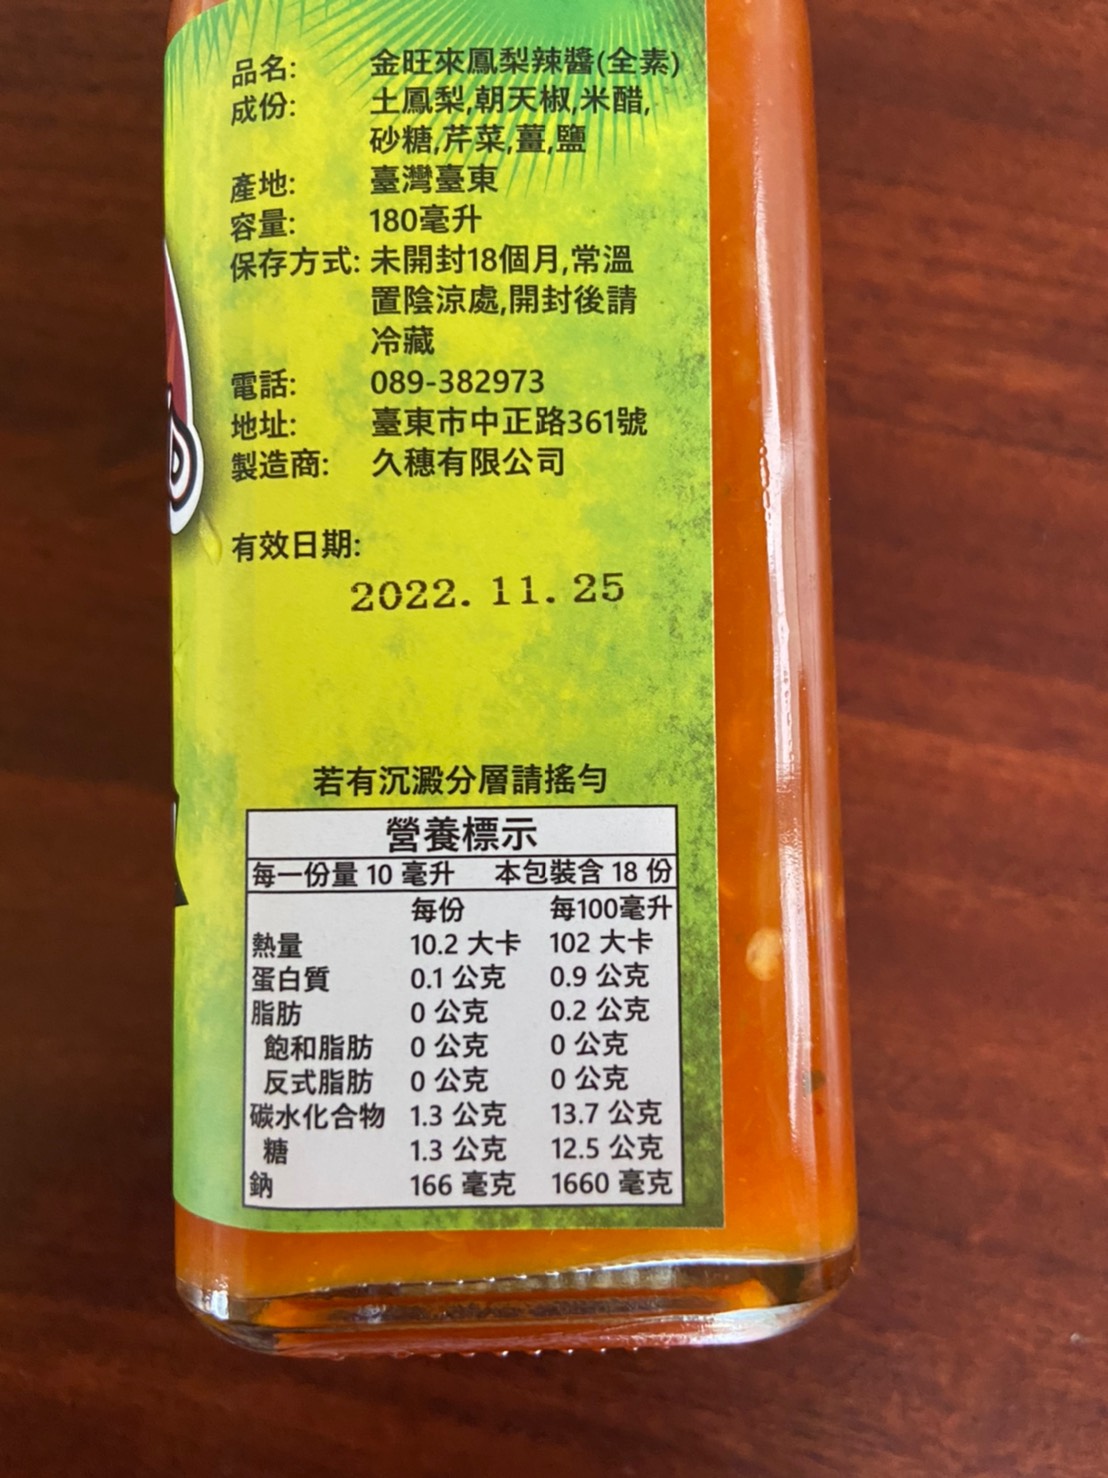 品名: 金旺來鳳梨辣醬(全素)
成份: 土鳳梨,朝天椒,米醋,
砂糖,芹菜,薑,鹽
產地: 臺灣臺東
容量: 180毫升
保存方式: 未開封18個月,常溫
置陰涼處,開封後請
冷藏
電話: 089-382973
地址: 臺東市中正路361號
製造商: 久穗有限公司
有效日期:
2022.11.25
若有沉澱分層請搖勻
營養標示
每一份量 10 毫升 本包裝含 18 份
每份 每100毫升
熱量 10.2 大卡 102 大卡
蛋白質 0.1 公克 0.9 公克
脂肪 0 公克 0.2 公克
飽和脂肪 0 公克 0 公克
反式脂肪 0 公克 0 公克
碳水化合物 1.3 公克 13.7 公克
糖 1.3 公克 12.5 公克
鈉 166 毫克 1660 毫克